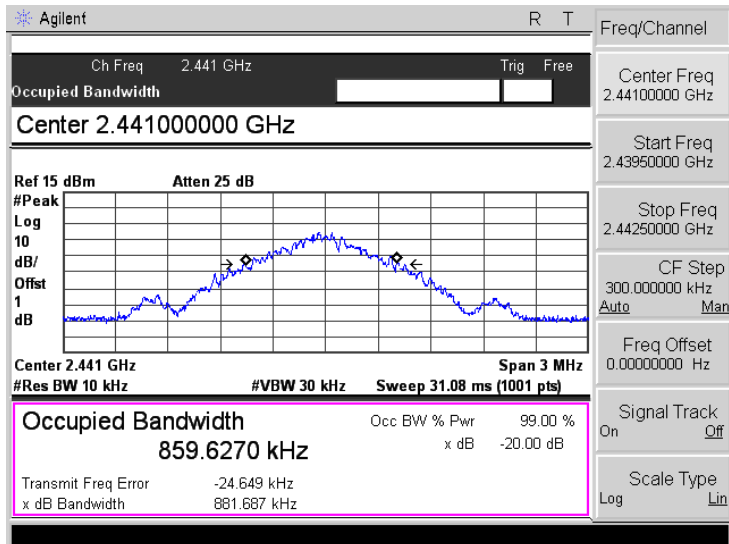 Agilent
R T
Ch Freq 2.441 GHz Trig Free
Occupied Bandwidth
Center 2.441000000 GHz
Ref 15 dBm Atten 25 dB
#Peak
Log
10
dB/
Offst
1
dB
Center 2.441 GHz Span 3 MHz
#Res BW 10 kHz #VBW 30 kHz Sweep 31.08 ms (1001 pts)
Occupied Bandwidth
859.6270 kHz
Occ BW % Pwr 99.00 %
x dB -20.00 dB
Transmit Freq Error -24.649 kHz
x dB Bandwidth 881.687 kHz
Freq/Channel
Center Freq
2.44100000 GHz
Start Freq
2.43950000 GHz
Stop Freq
2.44250000 GHz
CF Step
300.000000 kHz
Auto Man
Freq Offset
0.00000000 Hz
Signal Track
On Off
Scale Type
Log Lin